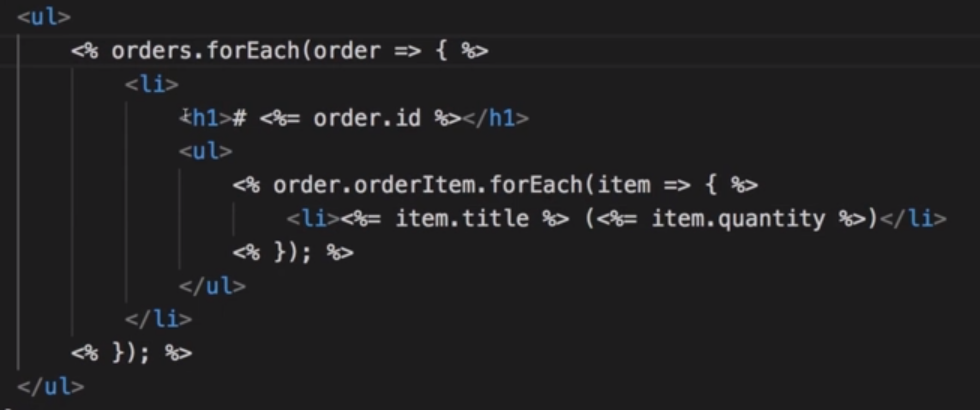 <ul>
<% orders.forEach(order => { %>
<li>
<h1># <%= order.id %></h1>
<ul>
<% order.orderItem.forEach(item => { %>
<li><%= item.title %> (<%= item.quantity %>)</li>
<% }); %>
</ul>
</li>
<% }); %>
</ul>